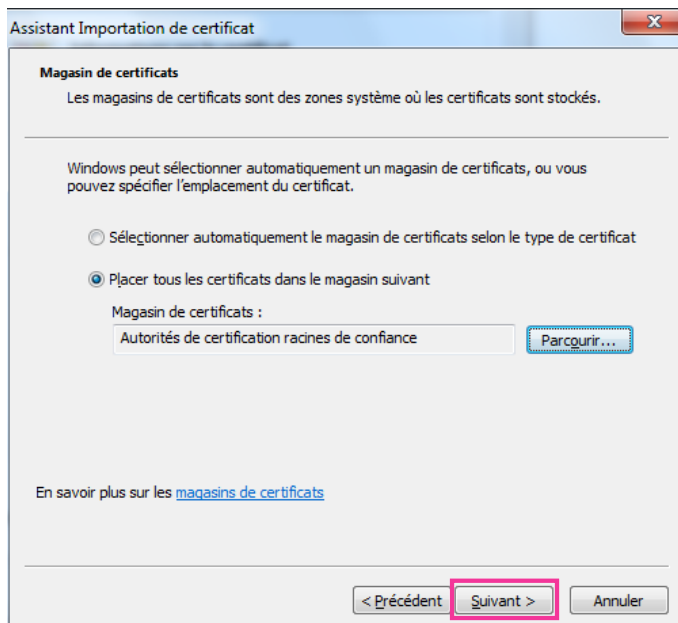 Assistant Importation de certificat
Magasin de certificats
Les magasins de certificats sont des zones système où les certificats sont stockés.
Windows peut sélectionner automatiquement un magasin de certificats, ou vous
pouvez spécifier l'emplacement du certificat.
Sélectionner automatiquement le magasin de certificats selon le type de certificat
Placer tous les certificats dans le magasin suivant
Magasin de certificats :
Autorités de certification racines de confiance
Parcourir...
En savoir plus sur les magasins de certificats
< Précédent
Suivant >
Annuler